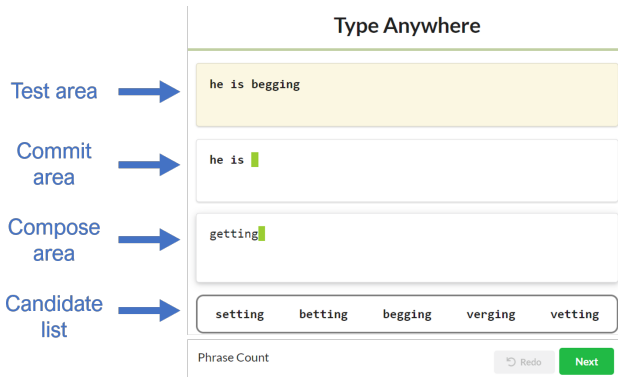 Type Anywhere
Test area
he is begging
Commit
area
he is
Compose
area
getting
Candidate
list
setting betting begging verging vetting
Phrase Count
Redo
Next